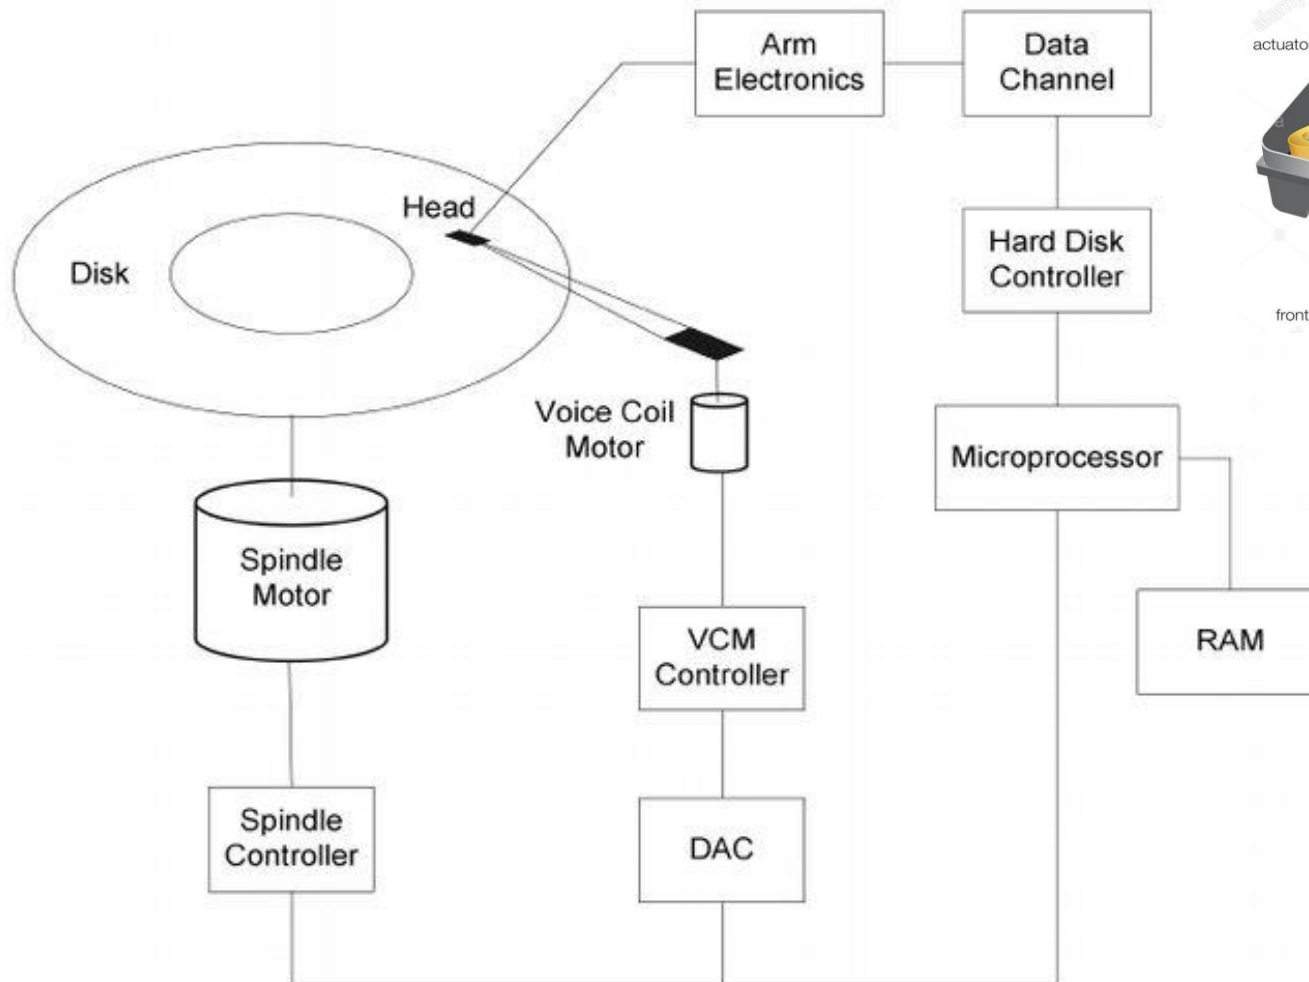 Arm
Electronics
Data
Channel
Head
Disk
Hard Disk
Controller
Voice Coil
Motor
Microprocessor
Spindle
Motor
VCM
Controller
RAM
Spindle
Controller
DAC
actuato
front